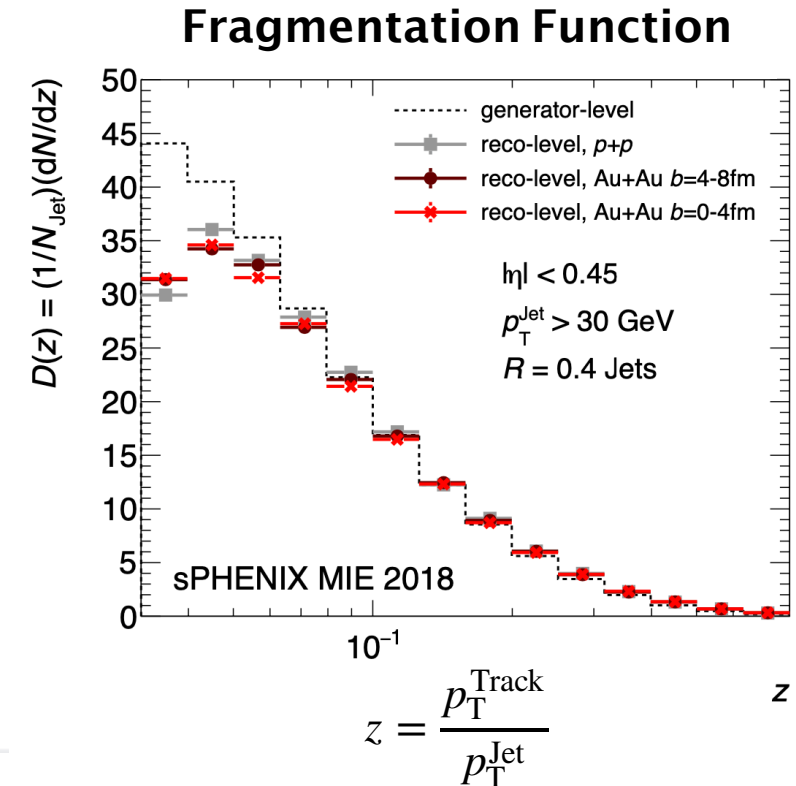 Fragmentation Function
D(z) = (1/N_Jet)(dN/dz)
50
45
40
35
30
25
20
15
10
5
0
generator-level
reco-level, p+p
reco-level, Au+Au b=4-8fm
reco-level, Au+Au b=0-4fm
|η| < 0.45
p_T^Jet > 30 GeV
R = 0.4 Jets
sPHENIX MIE 2018
10⁻¹
z
z = p_T^Track / p_T^Jet